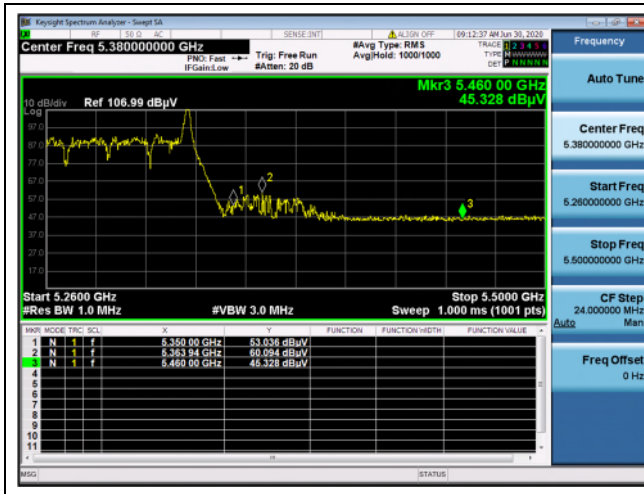 Keysight Spectrum Analyzer - Swept SA
RF 50 Ω AC SENSE:INT ALIGN OFF 09:12:37 AM Jun 30, 2020
Center Freq 5.380000000 GHz
PNO: Fast
IFGain:Low
Trig: Free Run
#Atten: 20 dB
#Avg Type: RMS
Avg|Hold: 1000/1000
TRACE 1 2 3 4 5 6
TYPE
DET P N N N N N
Mkr3 5.460 00 GHz
45.328 dBµV
10 dB/div Ref 106.99 dBµV
Log
97.0
87.0
77.0
67.0
57.0
47.0
37.0
27.0
17.0
1
2
3
Start 5.2600 GHz Stop 5.5000 GHz
#Res BW 1.0 MHz #VBW 3.0 MHz Sweep 1.000 ms (1001 pts)
MKR MODE TRC SCL X Y FUNCTION FUNCTION WIDTH FUNCTION VALUE
1 N 1 f 5.350 00 GHz 53.036 dBµV
2 N 1 f 5.363 94 GHz 60.094 dBµV
3 N 1 f 5.460 00 GHz 45.328 dBµV
4
5
6
7
8
9
10
11
MSG STATUS
Frequency
Auto Tune
Center Freq
5.380000000 GHz
Start Freq
5.260000000 GHz
Stop Freq
5.500000000 GHz
CF Step
24.000000 MHz
Auto Man
Freq Offset
0 Hz